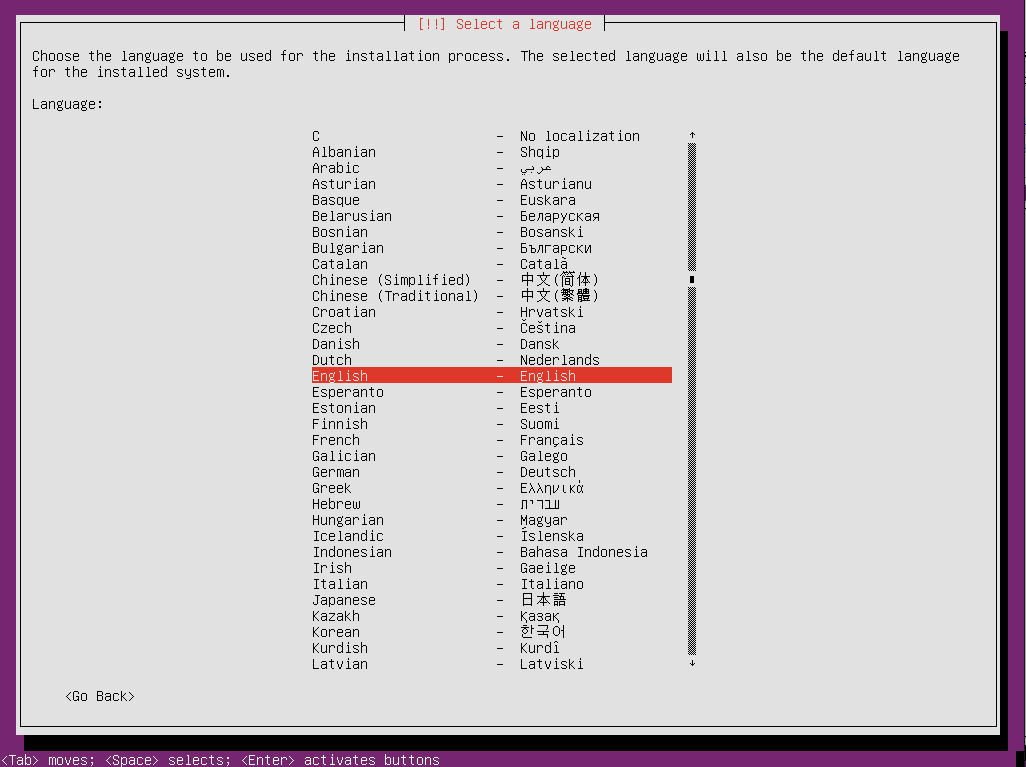 [!!] Select a language
Choose the language to be used for the installation process. The selected language will also be the default language
for the installed system.
Language:
C - No localization
Albanian - Shqip
Arabic - عربي
Asturian - Asturianu
Basque - Euskara
Belarusian - Беларуская
Bosnian - Bosanski
Bulgarian - Български
Catalan - Català
Chinese (Simplified) - 中文(简体)
Chinese (Traditional) - 中文(繁體)
Croatian - Hrvatski
Czech - Čeština
Danish - Dansk
Dutch - Nederlands
English - English
Esperanto - Esperanto
Estonian - Eesti
Finnish - Suomi
French - Français
Galician - Galego
German - Deutsch
Greek - Ελληνικά
Hebrew - עברית
Hungarian - Magyar
Icelandic - Íslenska
Indonesian - Bahasa Indonesia
Irish - Gaeilge
Italian - Italiano
Japanese - 日本語
Kazakh - Қазақ
Korean - 한국어
Kurdish - Kurdî
Latvian - Latviski
<Go Back>
<Tab> moves; <Space> selects; <Enter> activates buttons